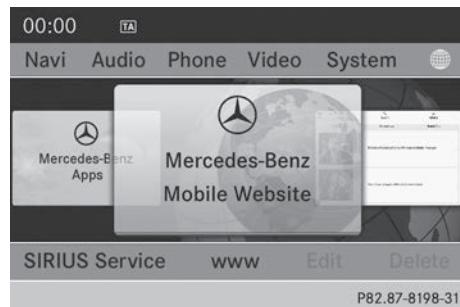 00:00 TA
Navi Audio Phone Video System
Mercedes-Benz
Apps
Mercedes-Benz
Mobile Website
SIRIUS Service www Edit Delete
P82.87-8198-31